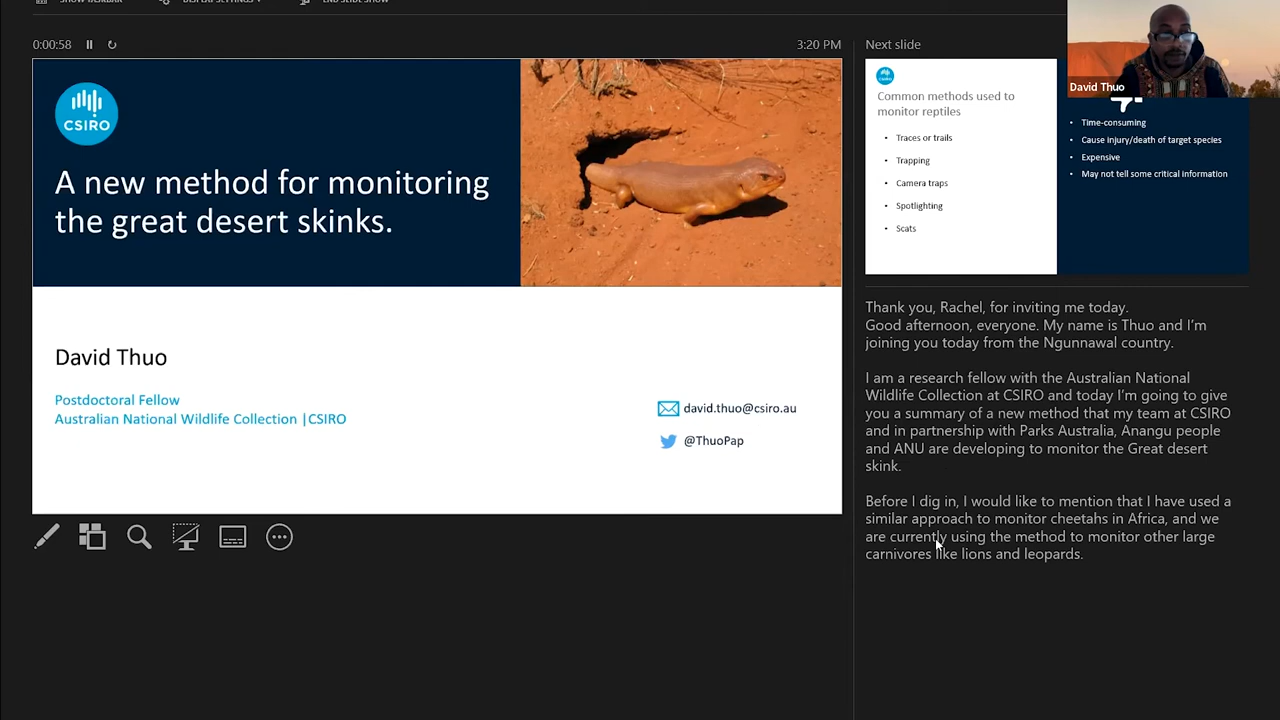 SHOW TASKBAR
DISPLAY SETTINGS
END SLIDE SHOW
0:00:58
3:20 PM
Next slide
CSIRO
A new method for monitoring
the great desert skinks.
David Thuo
Postdoctoral Fellow
Australian National Wildlife Collection |CSIRO
david.thuo@csiro.au
@ThuoPap
CSIRO
Common methods used to
monitor reptiles
• Traces or trails
• Trapping
• Camera traps
• Spotlighting
• Scats
• Time-consuming
• Cause injury/death of target species
• Expensive
• May not tell some critical information
David Thuo
Thank you, Rachel, for inviting me today.
Good afternoon, everyone. My name is Thuo and I’m
joining you today from the Ngunnawal country.
I am a research fellow with the Australian National
Wildlife Collection at CSIRO and today I’m going to give
you a summary of a new method that my team at CSIRO
and in partnership with Parks Australia, Anangu people
and ANU are developing to monitor the Great desert
skink.
Before I dig in, I would like to mention that I have used a
similar approach to monitor cheetahs in Africa, and we
are currently using the method to monitor other large
carnivores like lions and leopards.